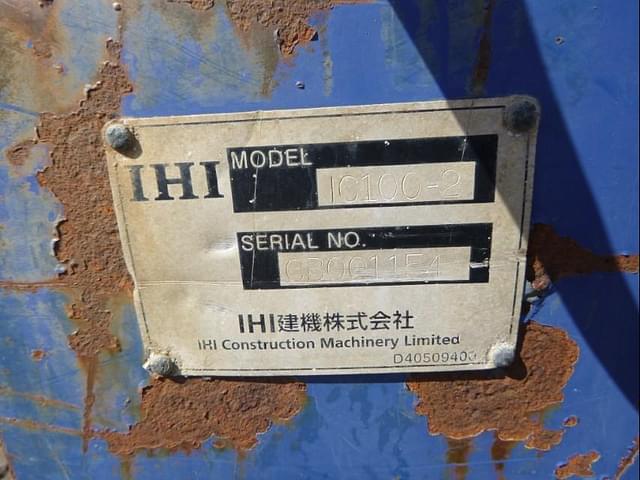 IHI
MODEL
IC100-2
SERIAL NO.
IHI建機株式会社
IHI Construction Machinery Limited